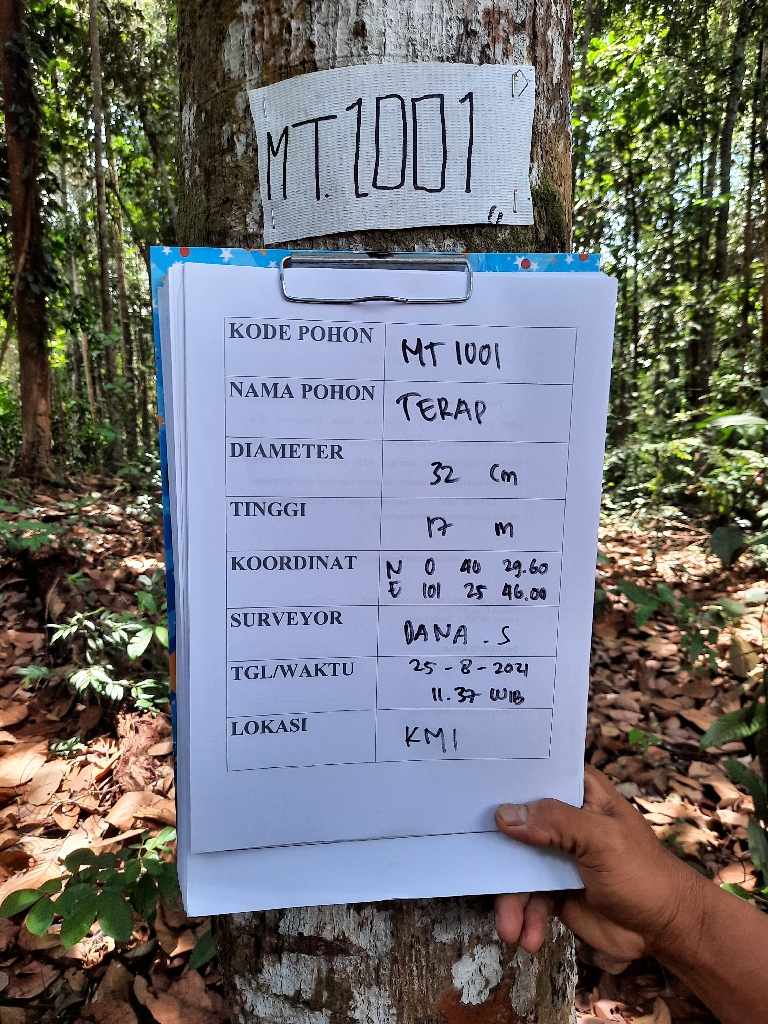 MT.1001
KODE POHON MT 1001
NAMA POHON TERAP
DIAMETER 32 Cm
TINGGI 17 m
KOORDINAT N 0 40 29.60
E 101 25 46.00
SURVEYOR DANA . S
TGL/WAKTU 25 - 8 - 2021
11.37 WIB
LOKASI KMI